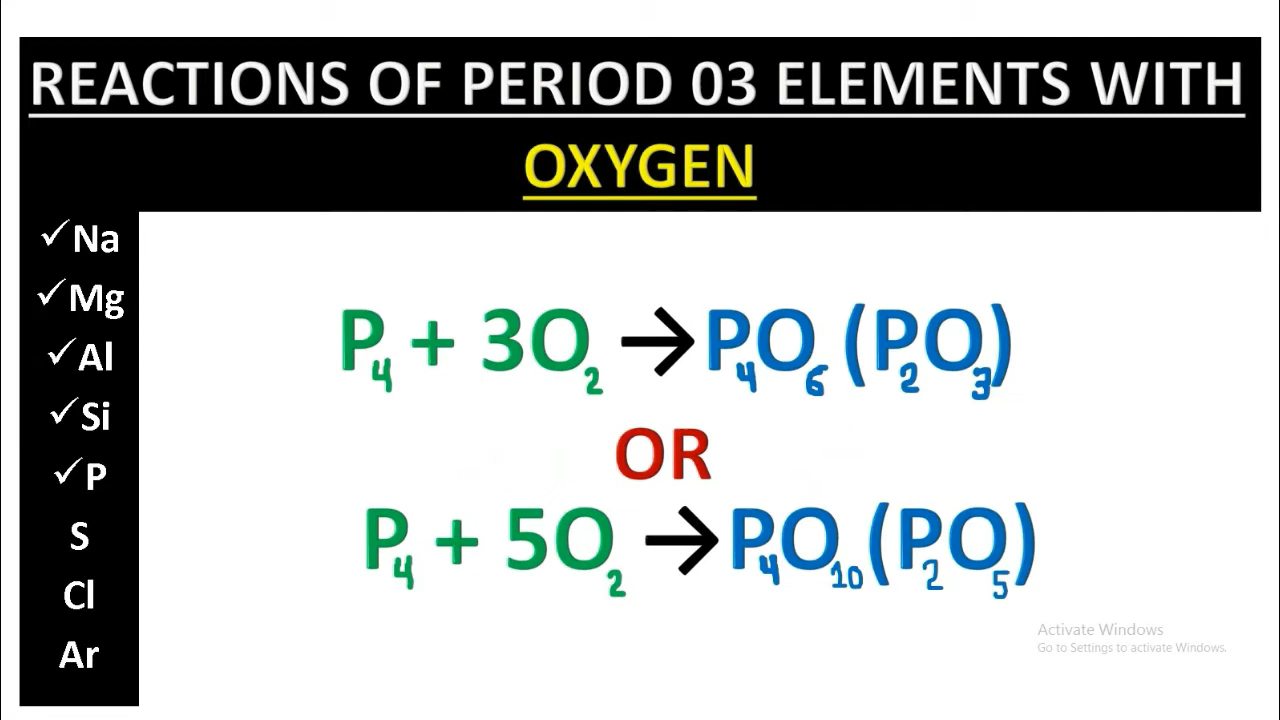 REACTIONS OF PERIOD 03 ELEMENTS WITH
OXYGEN
✓Na
✓Mg
✓Al
✓Si
✓P
S
Cl
Ar
P₄ + 3O₂ → P₄O₆ (P₂O₃)
OR
P₄ + 5O₂ → P₄O₁₀ (P₂O₅)
Activate Windows
Go to Settings to activate Windows.